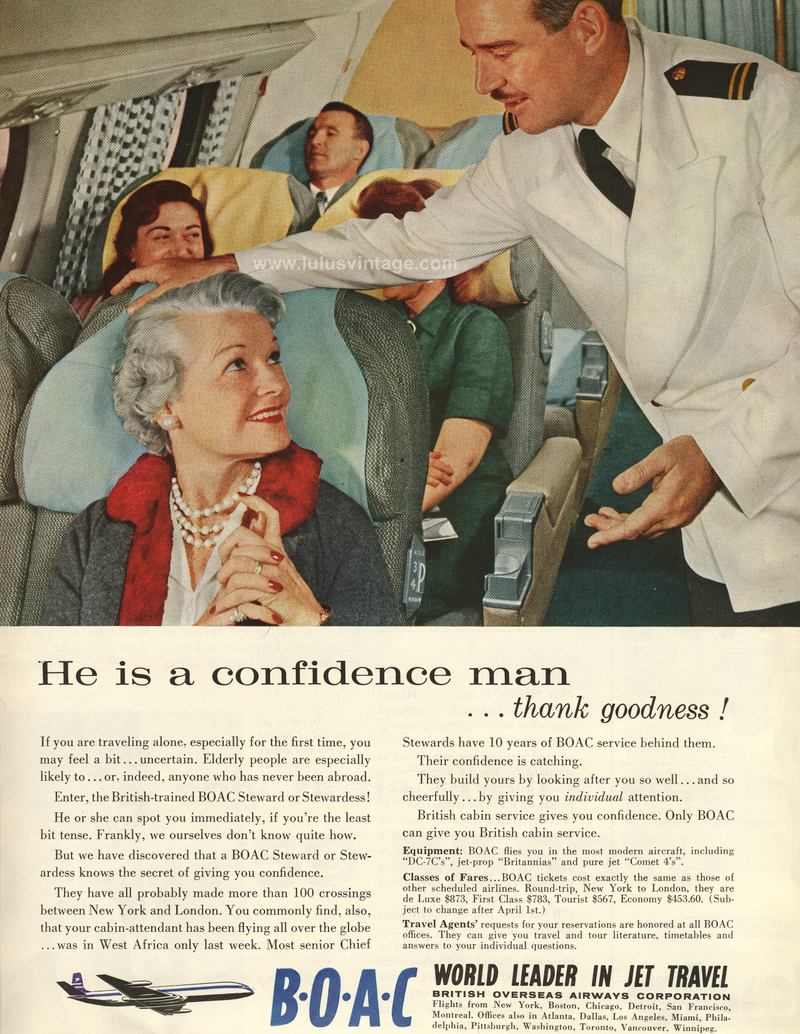 www.lulusvintage.com
3
4
P
He is a confidence man
... thank goodness !
If you are traveling alone, especially for the first time, you
may feel a bit...uncertain. Elderly people are especially
likely to...or, indeed, anyone who has never been abroad.
Enter, the British-trained BOAC Steward or Stewardess!
He or she can spot you immediately, if you're the least
bit tense. Frankly, we ourselves don't know quite how.
But we have discovered that a BOAC Steward or Stew-
ardess knows the secret of giving you confidence.
They have all probably made more than 100 crossings
between New York and London. You commonly find, also,
that your cabin-attendant has been flying all over the globe
...was in West Africa only last week. Most senior Chief
Stewards have 10 years of BOAC service behind them.
Their confidence is catching.
They build yours by looking after you so well...and so
cheerfully...by giving you individual attention.
British cabin service gives you confidence. Only BOAC
can give you British cabin service.
Equipment: BOAC flies you in the most modern aircraft, including
"DC-7C's", jet-prop "Britannias" and pure jet "Comet 4's".
Classes of Fares...BOAC tickets cost exactly the same as those of
other scheduled airlines. Round-trip, New York to London, they are
de Luxe $873, First Class $783, Tourist $567, Economy $453.60. (Sub-
ject to change after April 1st.)
Travel Agents' requests for your reservations are honored at all BOAC
offices. They can give you travel and tour literature, timetables and
answers to your individual questions.
B·O·A·C
WORLD LEADER IN JET TRAVEL
BRITISH OVERSEAS AIRWAYS CORPORATION
Flights from New York, Boston, Chicago, Detroit, San Francisco,
Montreal. Offices also in Atlanta, Dallas, Los Angeles, Miami, Phila-
delphia, Pittsburgh, Washington, Toronto, Vancouver, Winnipeg.